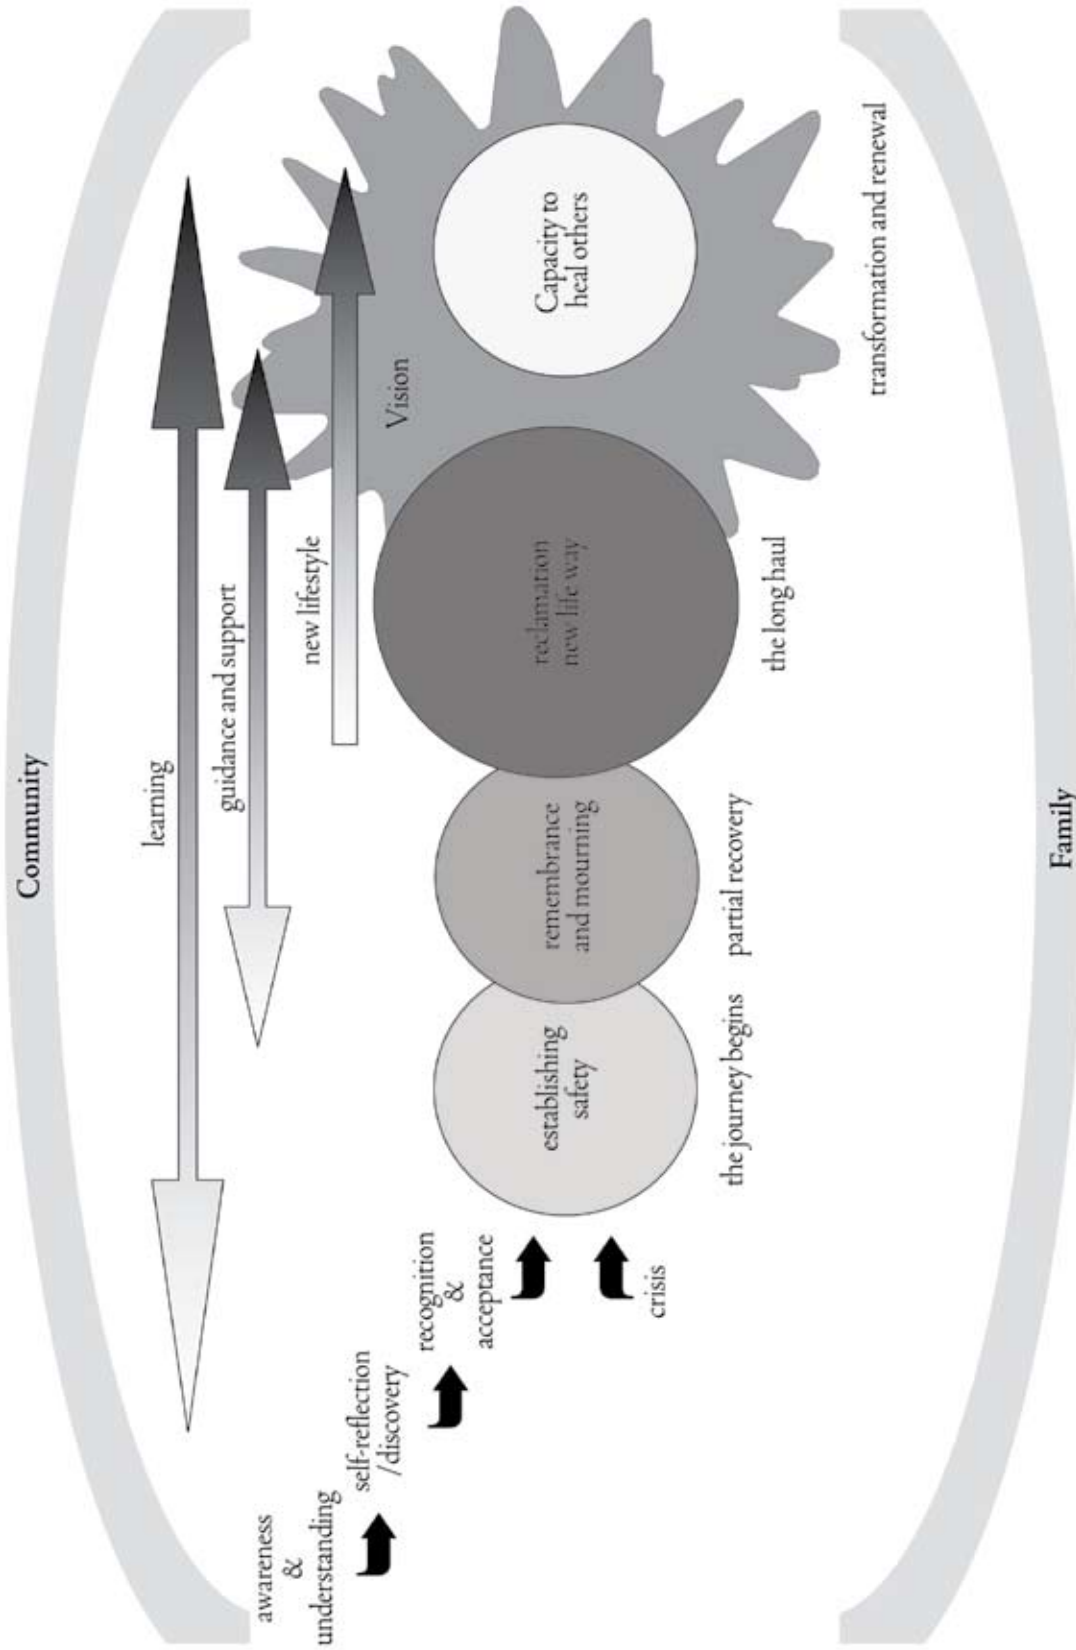 Community
learning
guidance and support
new lifestyle
Vision
awareness
&
understanding
self-reflection
/discovery
recognition
&
acceptance
crisis
establishing
safety
remembrance
and mourning
reclamation
new life way
Capacity to
heal others
the journey begins
partial recovery
the long haul
transformation and renewal
Family